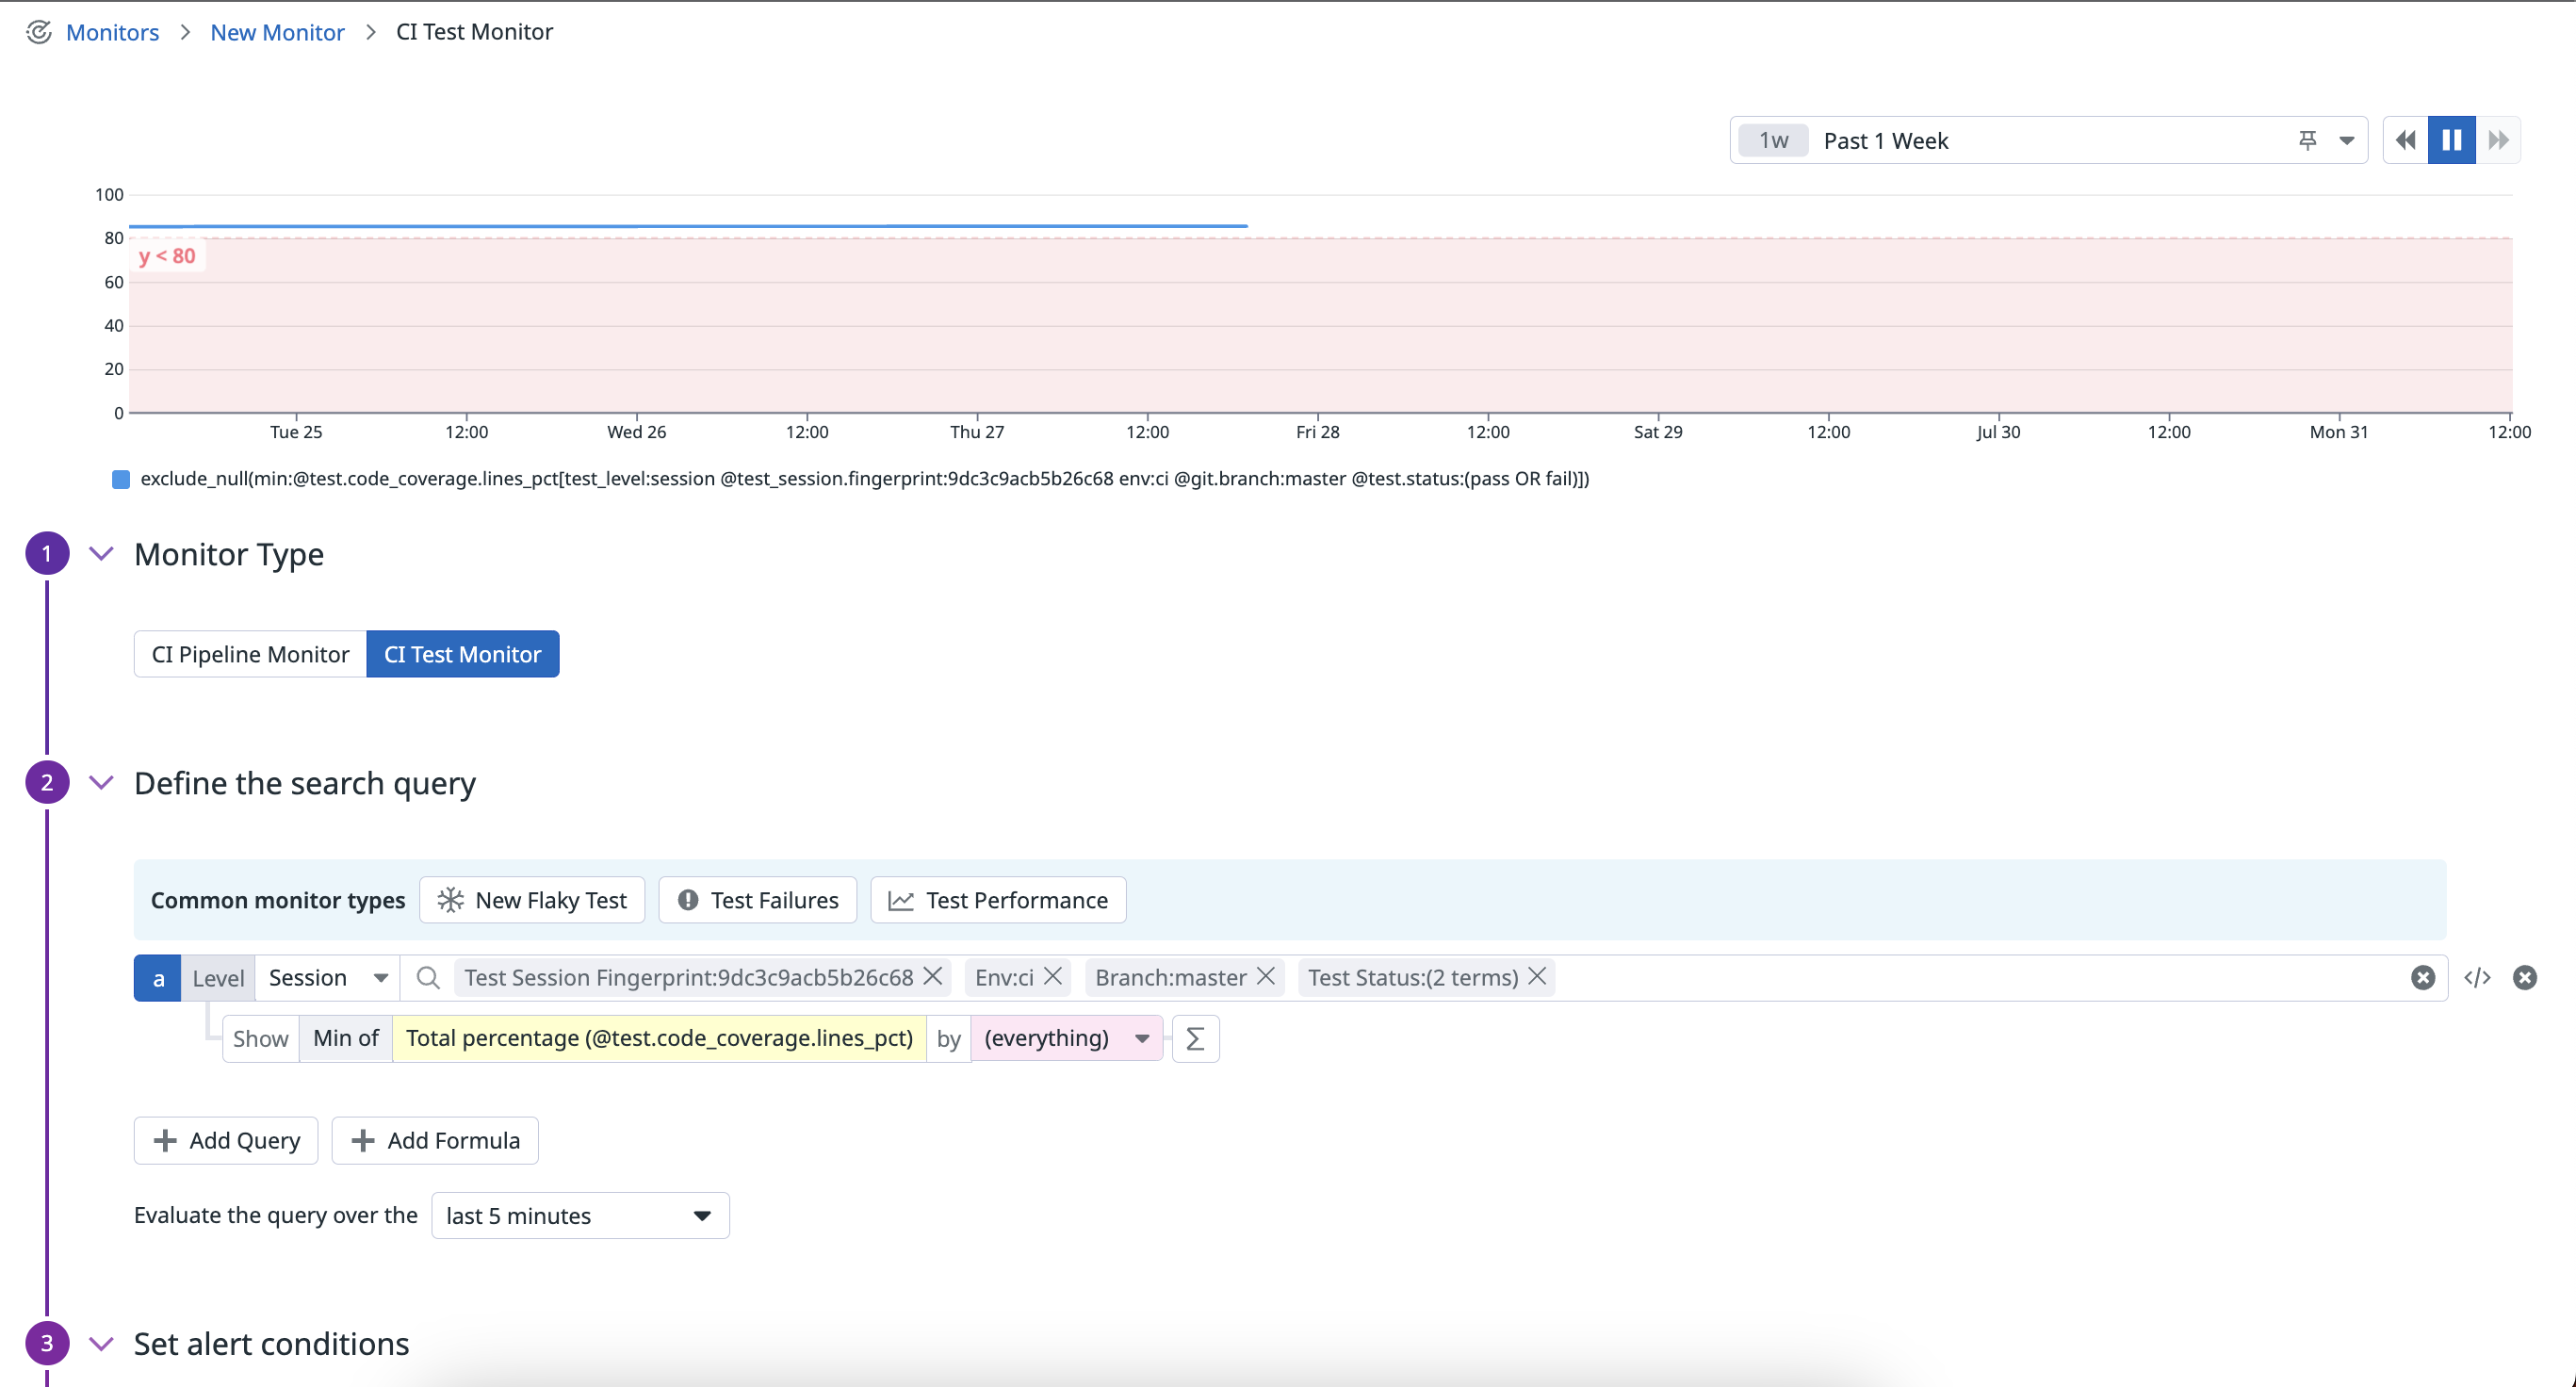 Monitors > New Monitor > CI Test Monitor
1w Past 1 Week
100
80
y < 80
60
40
20
0
Tue 25 12:00 Wed 26 12:00 Thu 27 12:00 Fri 28 12:00 Sat 29 12:00 Jul 30 12:00 Mon 31 12:00
exclude_null(min:@test.code_coverage.lines_pct[test_level:session @test_session.fingerprint:9dc3c9acb5b26c68 env:ci @git.branch:master @test.status:(pass OR fail)])
1 Monitor Type
CI Pipeline Monitor CI Test Monitor
2 Define the search query
Common monitor types New Flaky Test Test Failures Test Performance
a Level Session Test Session Fingerprint:9dc3c9acb5b26c68 Env:ci Branch:master Test Status:(2 terms) </>
Show Min of Total percentage (@test.code_coverage.lines_pct) by (everything) Σ
+ Add Query + Add Formula
Evaluate the query over the last 5 minutes
3 Set alert conditions